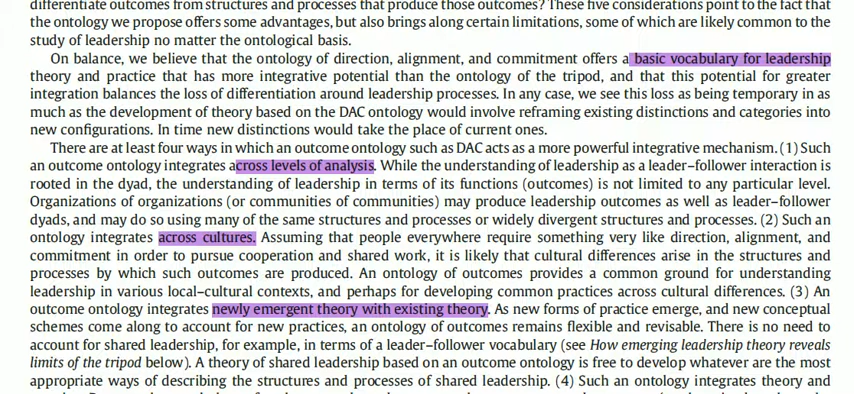 differentiate outcomes from structures and processes that produce those outcomes? These five considerations point to the fact that
the ontology we propose offers some advantages, but also brings along certain limitations, some of which are likely common to the
study of leadership no matter the ontological basis.
On balance, we believe that the ontology of direction, alignment, and commitment offers a basic vocabulary for leadership
theory and practice that has more integrative potential than the ontology of the tripod, and that this potential for greater
integration balances the loss of differentiation around leadership processes. In any case, we see this loss as being temporary in as
much as the development of theory based on the DAC ontology would involve reframing existing distinctions and categories into
new configurations. In time new distinctions would take the place of current ones.
There are at least four ways in which an outcome ontology such as DAC acts as a more powerful integrative mechanism. (1) Such
an outcome ontology integrates across levels of analysis. While the understanding of leadership as a leader–follower interaction is
rooted in the dyad, the understanding of leadership in terms of its functions (outcomes) is not limited to any particular level.
Organizations of organizations (or communities of communities) may produce leadership outcomes as well as leader–follower
dyads, and may do so using many of the same structures and processes or widely divergent structures and processes. (2) Such an
ontology integrates across cultures. Assuming that people everywhere require something very like direction, alignment, and
commitment in order to pursue cooperation and shared work, it is likely that cultural differences arise in the structures and
processes by which such outcomes are produced. An ontology of outcomes provides a common ground for understanding
leadership in various local–cultural contexts, and perhaps for developing common practices across cultural differences. (3) An
outcome ontology integrates newly emergent theory with existing theory. As new forms of practice emerge, and new conceptual
schemes come along to account for new practices, an ontology of outcomes remains flexible and revisable. There is no need to
account for shared leadership, for example, in terms of a leader–follower vocabulary (see How emerging leadership theory reveals
limits of the tripod below). A theory of shared leadership based on an outcome ontology is free to develop whatever are the most
appropriate ways of describing the structures and processes of shared leadership. (4) Such an ontology integrates theory and